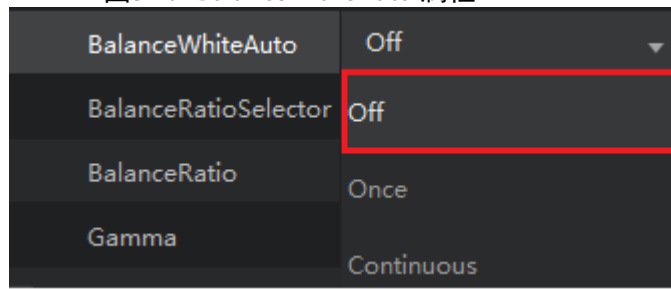 BalanceWhiteAuto Off
BalanceRatioSelector Off
BalanceRatio
Once
Gamma
Continuous